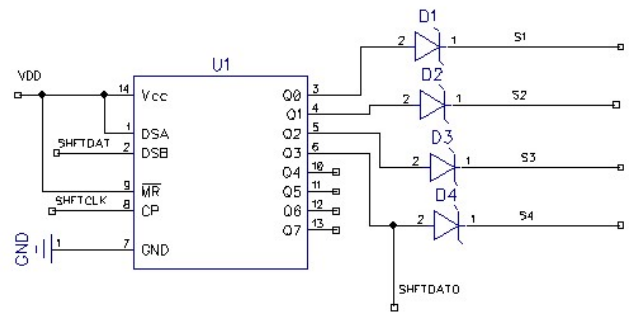 D1
2 1 S1
VDD
U1
D2
14 Vcc Q0 3
2 1 S2
Q1 4
1 DSA Q2 5
D3
SHFTDAT 2 DSB Q3 6
2 1 S3
Q4 10
9 MR Q5 11
D4
SHFTCLK 8 CP Q6 12
2 1 S4
Q7 13
GND 1 7 GND
SHFTDATO